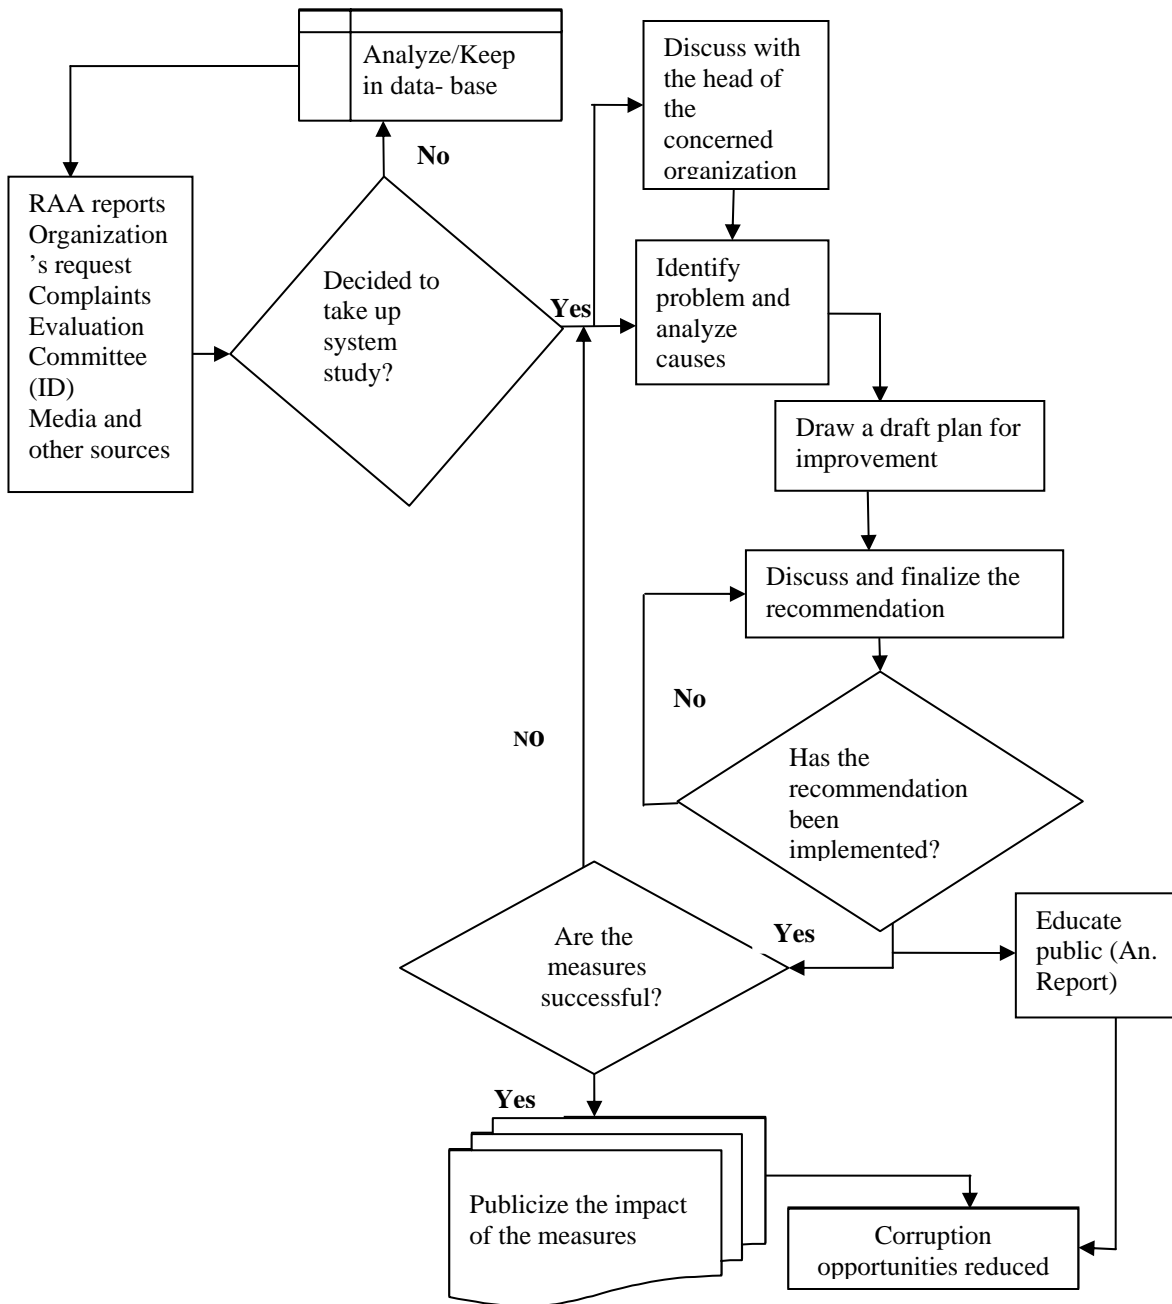 Analyze/Keep
in data- base
Discuss with
the head of
the
concerned
organization
No
RAA reports
Organization
’s request
Complaints
Evaluation
Committee
(ID)
Media and
other sources
Decided to
take up
system
study?
Yes
Identify
problem and
analyze
causes
Draw a draft plan for
improvement
Discuss and finalize the
recommendation
No
NO
Has the
recommendation
been
implemented?
Are the
measures
successful?
Yes
Educate
public (An.
Report)
Yes
Publicize the impact
of the measures
Corruption
opportunities reduced